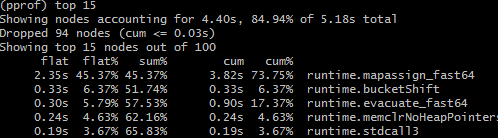 (pprof) top 15
Showing nodes accounting for 4.40s, 84.94% of 5.18s total
Dropped 94 nodes (cum <= 0.03s)
Showing top 15 nodes out of 100
flat flat% sum% cum cum%
2.35s 45.37% 45.37% 3.82s 73.75% runtime.mapassign_fast64
0.33s 6.37% 51.74% 0.33s 6.37% runtime.bucketShift
0.30s 5.79% 57.53% 0.90s 17.37% runtime.evacuate_fast64
0.24s 4.63% 62.16% 0.24s 4.63% runtime.memclrNoHeapPointers
0.19s 3.67% 65.83% 0.19s 3.67% runtime.stdcall3